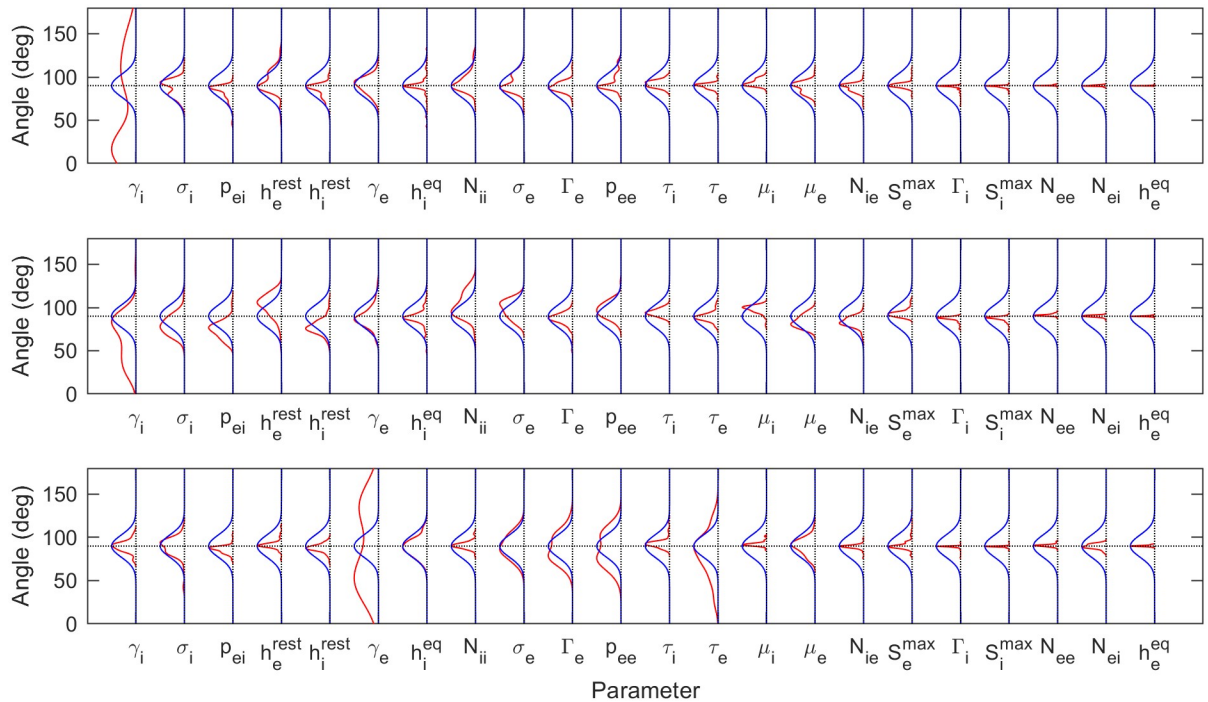 Angle (deg)
150
100
50
0
γi σi pei herest hirest γe hieq Nii σe Γe pee τi τe μi μe Nie Semax Γi Simax Nee Nei heeq
Angle (deg)
150
100
50
0
γi σi pei herest hirest γe hieq Nii σe Γe pee τi τe μi μe Nie Semax Γi Simax Nee Nei heeq
Angle (deg)
150
100
50
0
γi σi pei herest hirest γe hieq Nii σe Γe pee τi τe μi μe Nie Semax Γi Simax Nee Nei heeq
Parameter